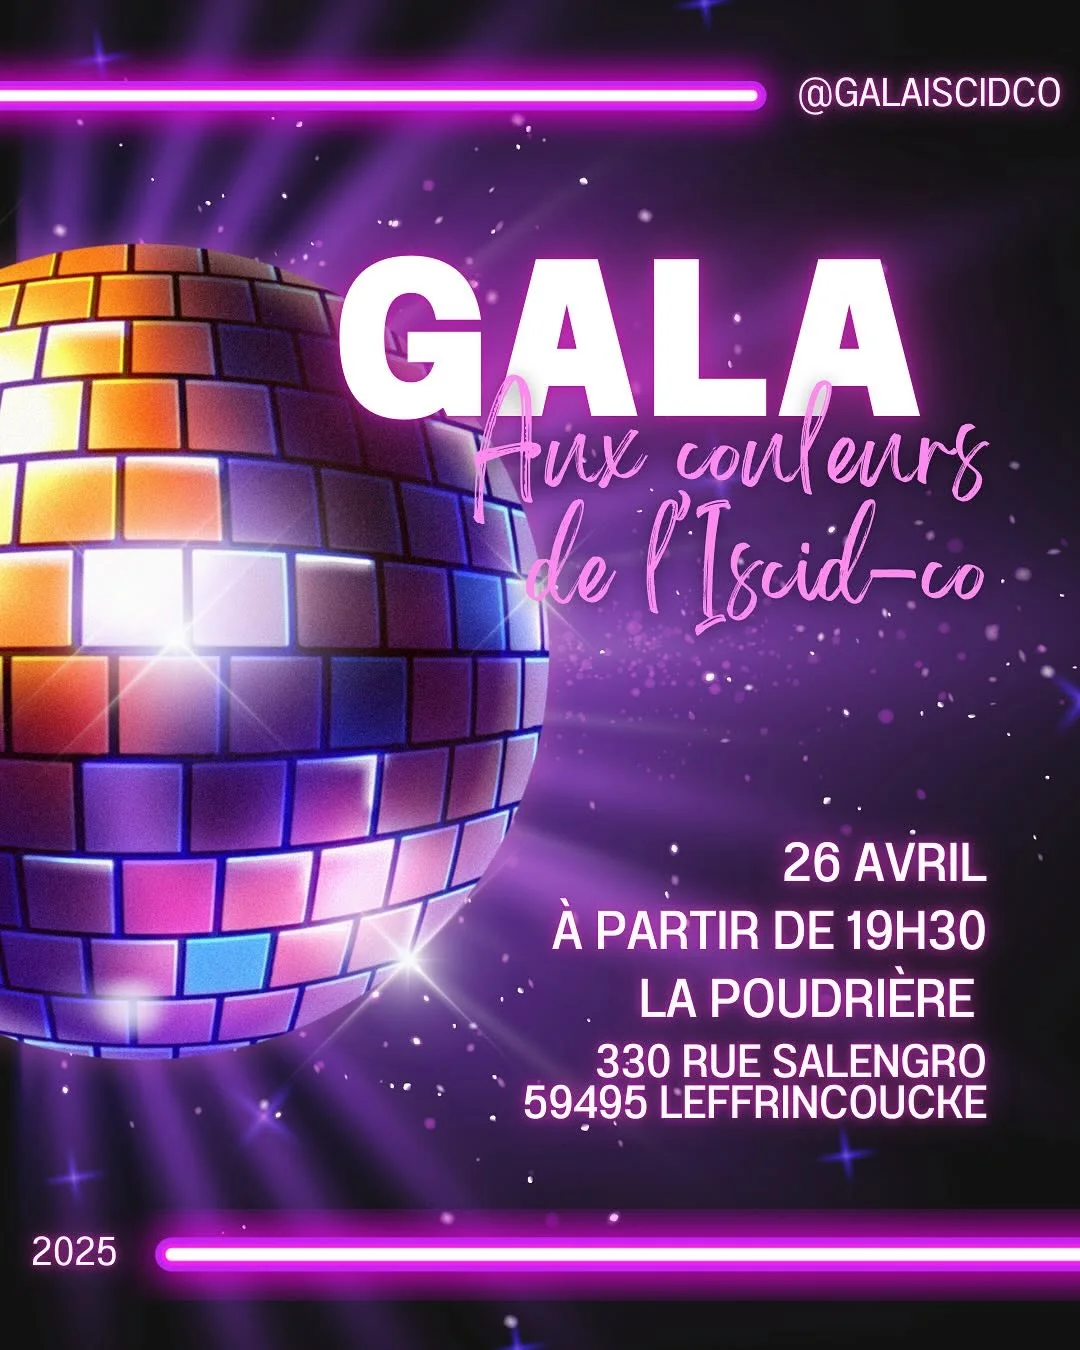 @GALAISCIDCO
GALA
Aux couleurs
de l'Iscid-co
26 AVRIL
À PARTIR DE 19H30
LA POUDRIÈRE
330 RUE SALENGRO
59495 LEFFRINCOUCKE
2025